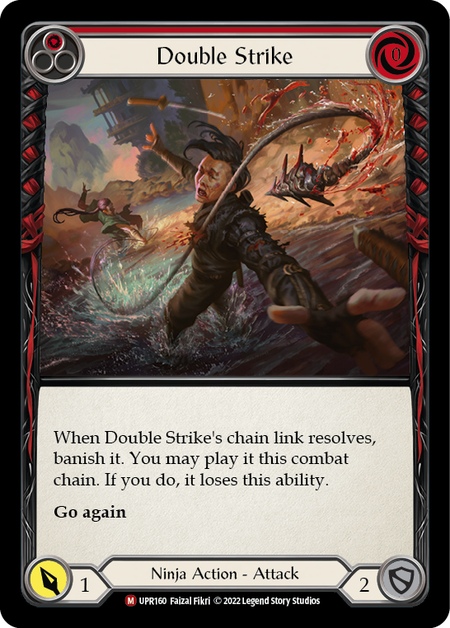 Double Strike
0
When Double Strike's chain link resolves,
banish it. You may play it this combat
chain. If you do, it loses this ability.
Go again
1
Ninja Action - Attack
2
M UPR160 Faizal Fikri © 2022 Legend Story Studios